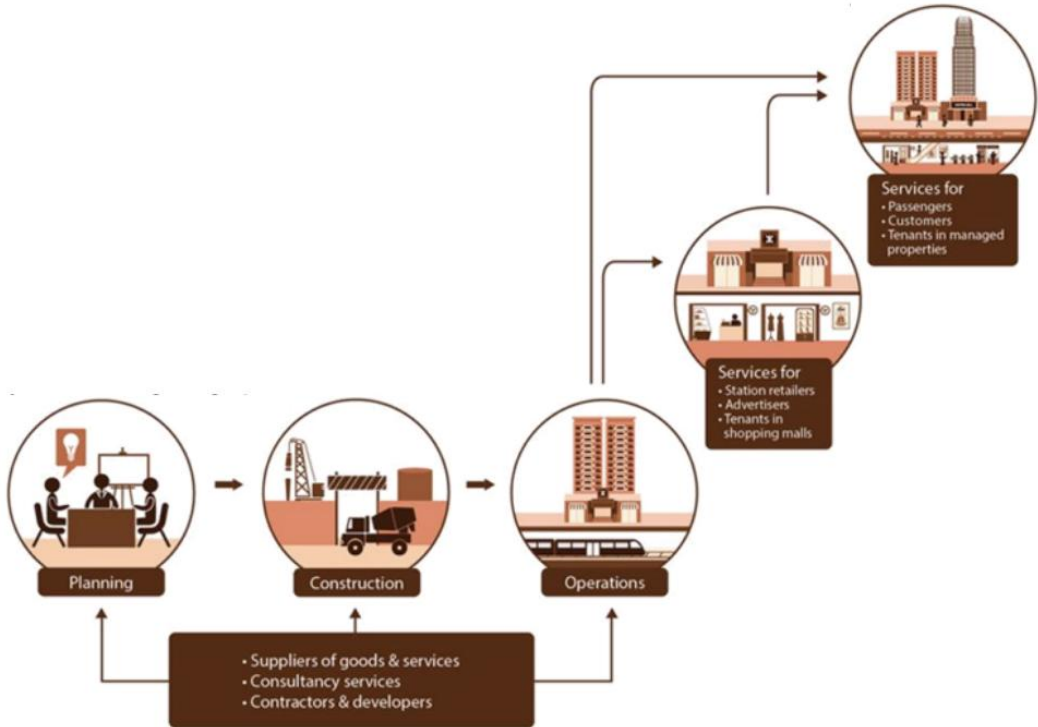 Services for
• Passengers
• Customers
• Tenants in managed
properties
Services for
• Station retailers
• Advertisers
• Tenants in
shopping malls
Planning
Construction
Operations
• Suppliers of goods & services
• Consultancy services
• Contractors & developers